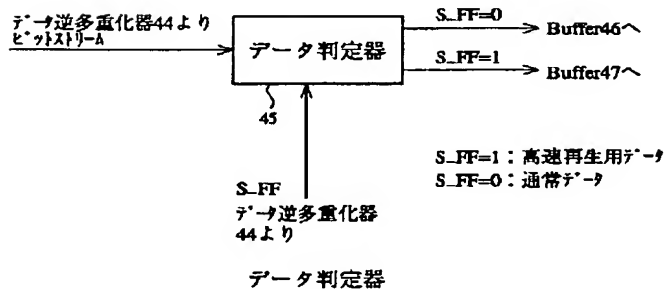 データ逆多重化器44より
ビットストリーム
データ判定器
45
S_FF=0
Buffer46へ
S_FF=1
Buffer47へ
S_FF
データ逆多重化器
44より
S_FF=1：高速再生用データ
S_FF=0：通常データ
データ判定器